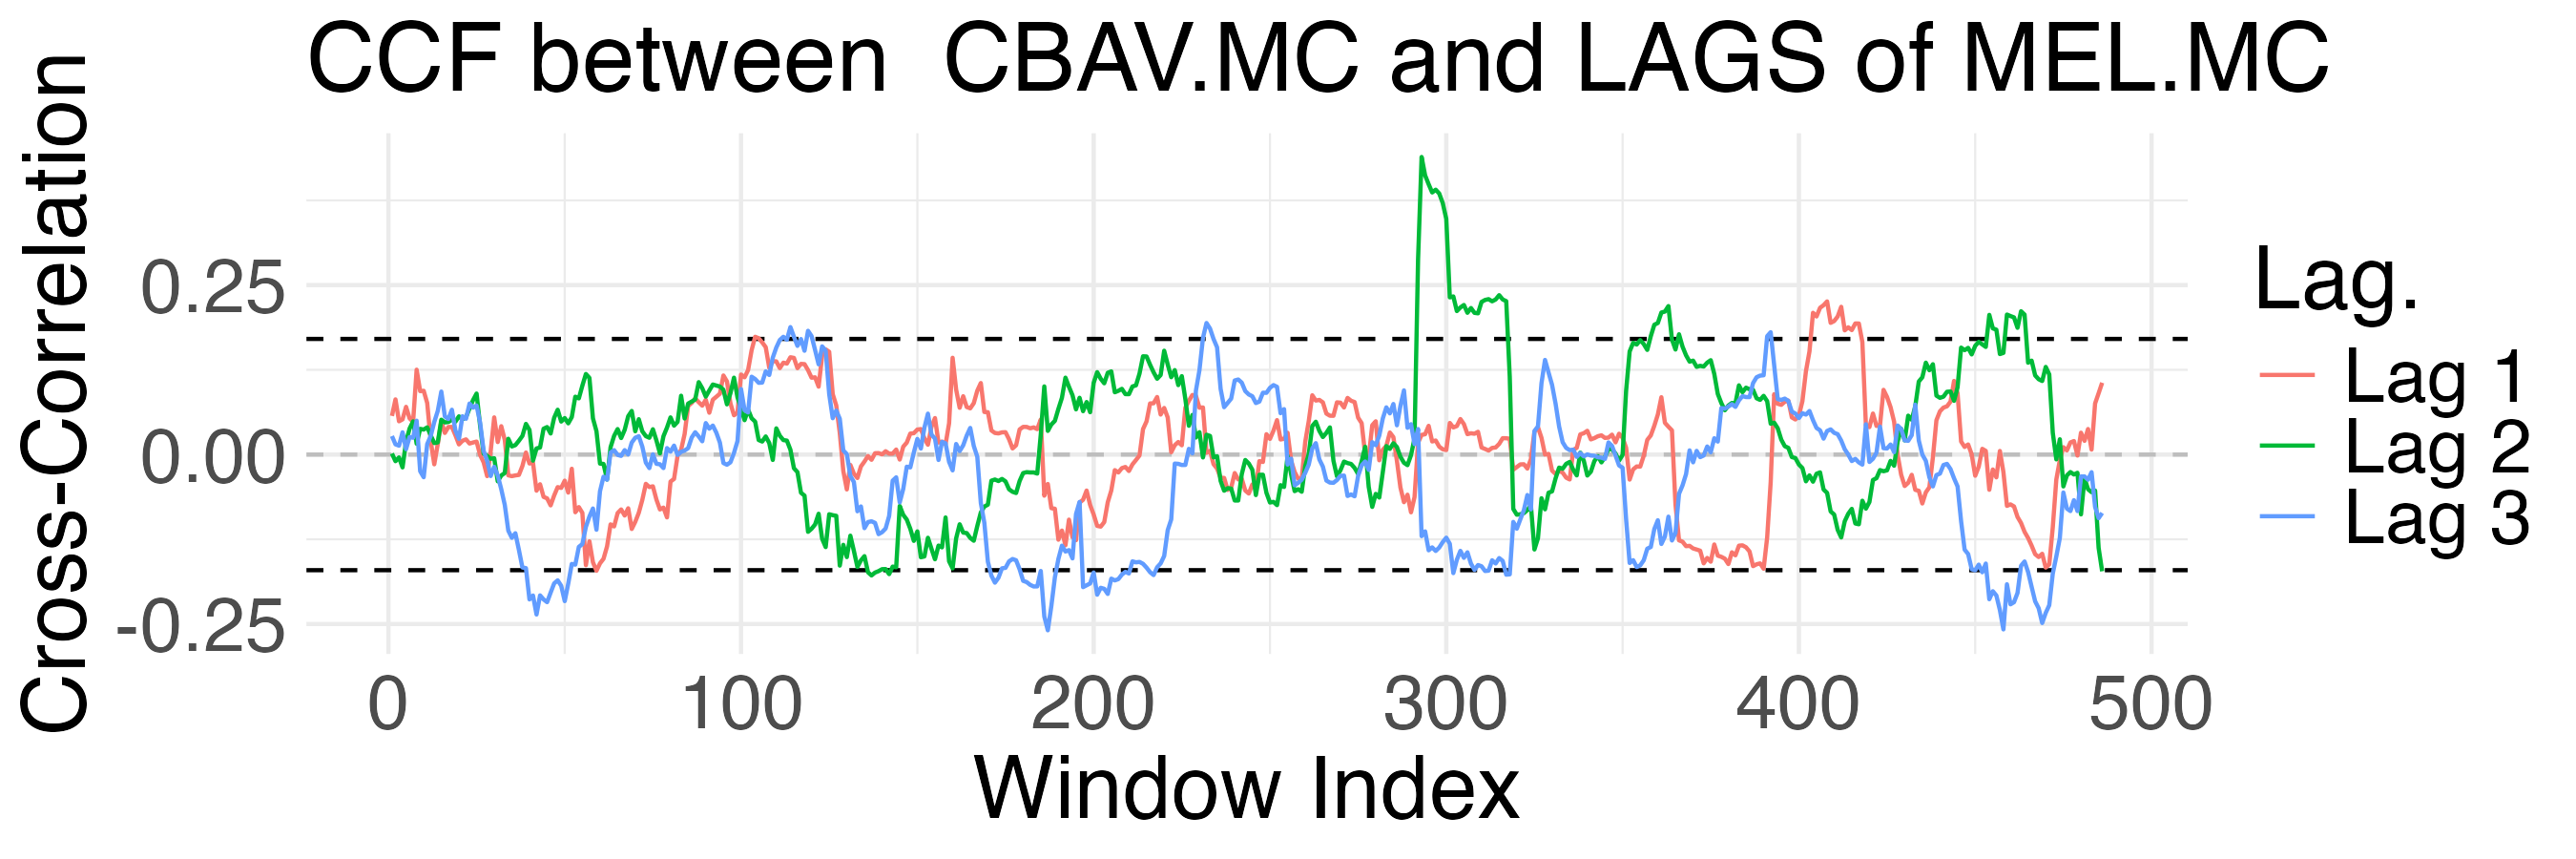 CCF between  CBAV.MC and LAGS of MEL.MC
Cross-Correlation
0.25
0.00
-0.25
0 100 200 300 400 500
Window Index
Lag.
Lag 1
Lag 2
Lag 3